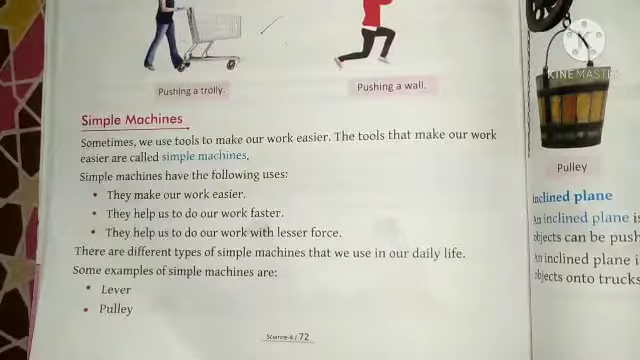 Pushing a trolly.
Pushing a wall.
Simple Machines
Sometimes, we use tools to make our work easier. The tools that make our work
easier are called simple machines.
Simple machines have the following uses:
• They make our work easier.
• They help us to do our work faster.
• They help us to do our work with lesser force.
There are different types of simple machines that we use in our daily life.
Some examples of simple machines are:
• Lever
• Pulley
Science-4 / 72
KINEMASTER
Pulley
Inclined plane
An inclined plane is
objects can be push
An inclined plane i
objects onto trucks